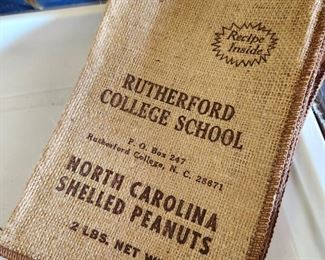 Recipe
Inside
RUTHERFORD
COLLEGE SCHOOL
P. O. Box 247
Rutherford College, N. C. 28671
NORTH CAROLINA
SHELLED PEANUTS
2 LBS. NET W